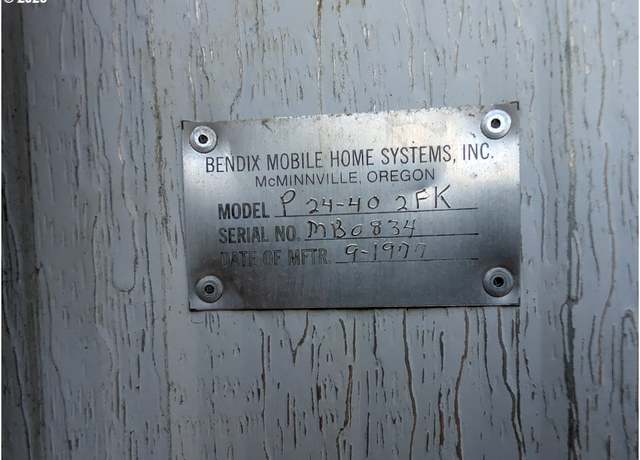 © 2026
BENDIX MOBILE HOME SYSTEMS, INC.
McMINNVILLE, OREGON
MODEL P 24-40 2FK
SERIAL NO. MB0834
DATE OF MFTR. 9-1977